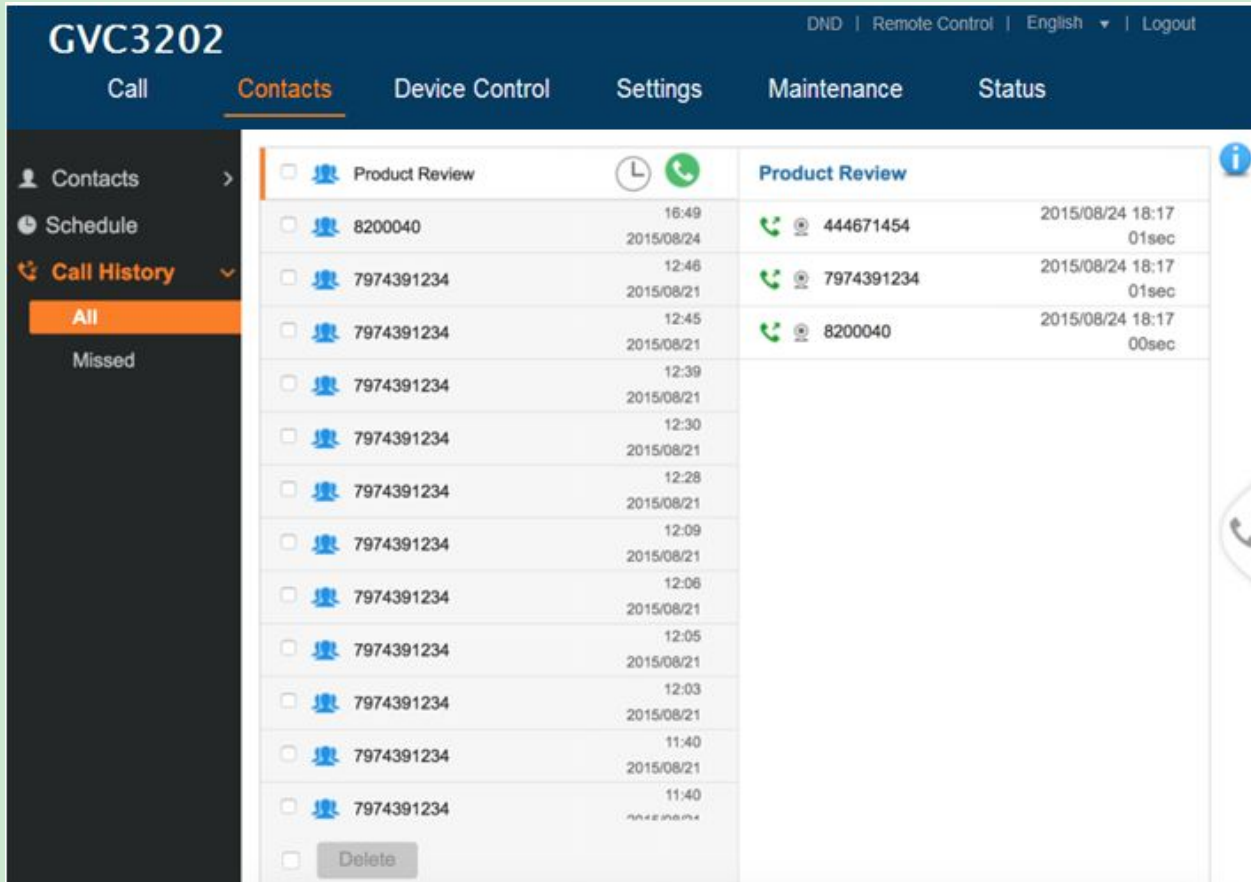 GVC3202
DND | Remote Control | English | Logout
Call Contacts Device Control Settings Maintenance Status
Contacts
Schedule
Call History
All
Missed
Product Review
8200040 16:49
2015/08/24
7974391234 12:46
2015/08/21
7974391234 12:45
2015/08/21
7974391234 12:39
2015/08/21
7974391234 12:30
2015/08/21
7974391234 12:28
2015/08/21
7974391234 12:09
2015/08/21
7974391234 12:06
2015/08/21
7974391234 12:05
2015/08/21
7974391234 12:03
2015/08/21
7974391234 11:40
2015/08/21
7974391234 11:40
Delete
Product Review
444671454 2015/08/24 18:17
01sec
7974391234 2015/08/24 18:17
01sec
8200040 2015/08/24 18:17
00sec